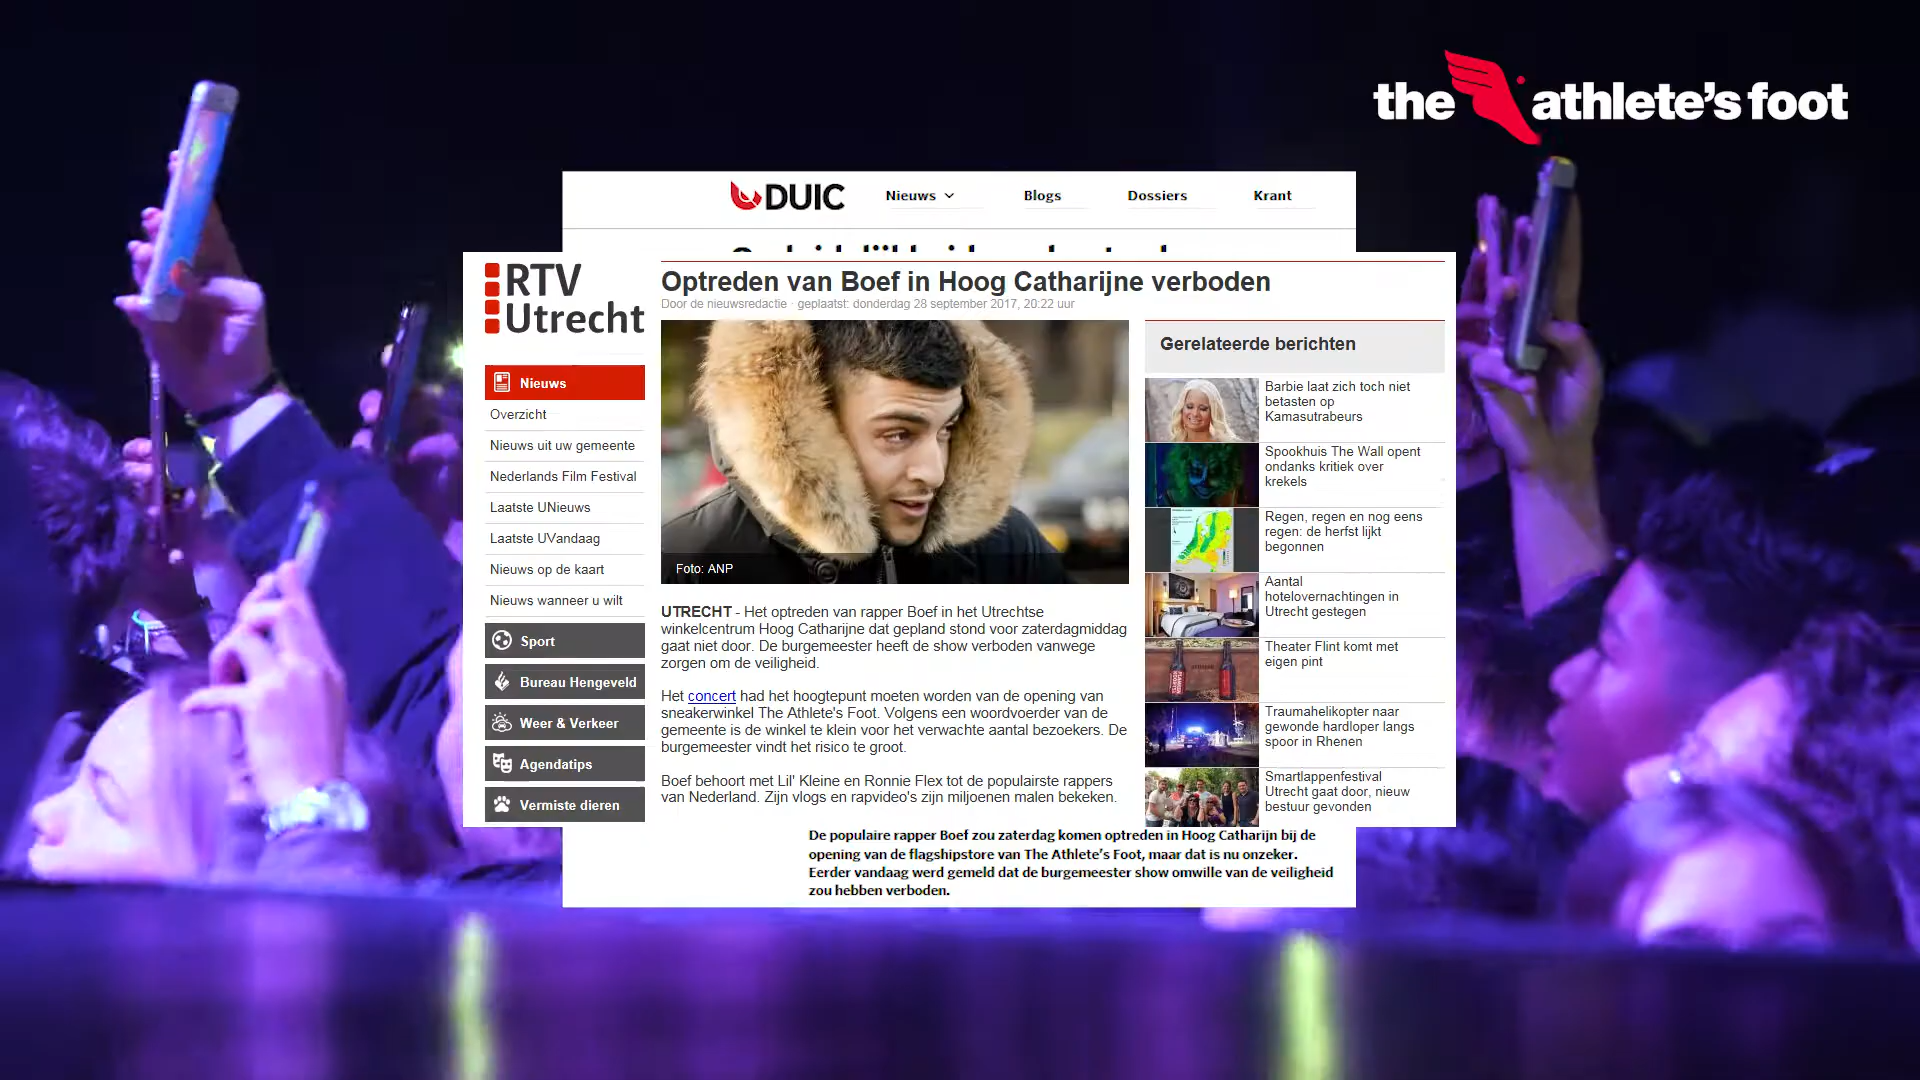 the athlete's foot
DUIC
Nieuws
Blogs
Dossiers
Krant
RTV
Utrecht
Optreden van Boef in Hoog Catharijne verboden
Door de nieuwsredactie · geplaatst: donderdag 28 september 2017, 20:22 uur
Nieuws
Overzicht
Nieuws uit uw gemeente
Nederlands Film Festival
Laatste UNieuws
Laatste UVandaag
Nieuws op de kaart
Nieuws wanneer u wilt
Sport
Bureau Hengeveld
Weer & Verkeer
Agendatips
Vermiste dieren
Foto: ANP
UTRECHT - Het optreden van rapper Boef in het Utrechtse
winkelcentrum Hoog Catharijne dat gepland stond voor zaterdagmiddag
gaat niet door. De burgemeester heeft de show verboden vanwege
zorgen om de veiligheid.
Het concert had het hoogtepunt moeten worden van de opening van
sneakerwinkel The Athlete's Foot. Volgens een woordvoerder van de
gemeente is de winkel te klein voor het verwachte aantal bezoekers. De
burgemeester vindt het risico te groot.
Boef behoort met Lil' Kleine en Ronnie Flex tot de populairste rappers
van Nederland. Zijn vlogs en rapvideo's zijn miljoenen malen bekeken.
Gerelateerde berichten
Barbie laat zich toch niet
betasten op
Kamasutrabeurs
Spookhuis The Wall opent
ondanks kritiek over
krekels
Regen, regen en nog eens
regen: de herfst lijkt
begonnen
Aantal
hotelovernachtingen in
Utrecht gestegen
Theater Flint komt met
eigen pint
Traumahelikopter naar
gewonde hardloper langs
spoor in Rhenen
Smartlappenfestival
Utrecht gaat door, nieuw
bestuur gevonden
De populaire rapper Boef zou zaterdag komen optreden in Hoog Catharijn bij de
opening van de flagshipstore van The Athlete's Foot, maar dat is nu onzeker.
Eerder vandaag werd gemeld dat de burgemeester show omwille van de veiligheid
zou hebben verboden.